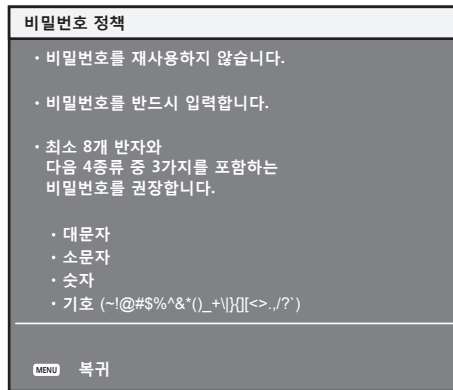 비밀번호 정책
• 비밀번호를 재사용하지 않습니다.
• 비밀번호를 반드시 입력합니다.
• 최소 8개 반자와
다음 4종류 중 3가지를 포함하는
비밀번호를 권장합니다.
• 대문자
• 소문자
• 숫자
• 기호 (~!@#$%^&*()_+\|}{][<>.,/?`)
MENU 복귀